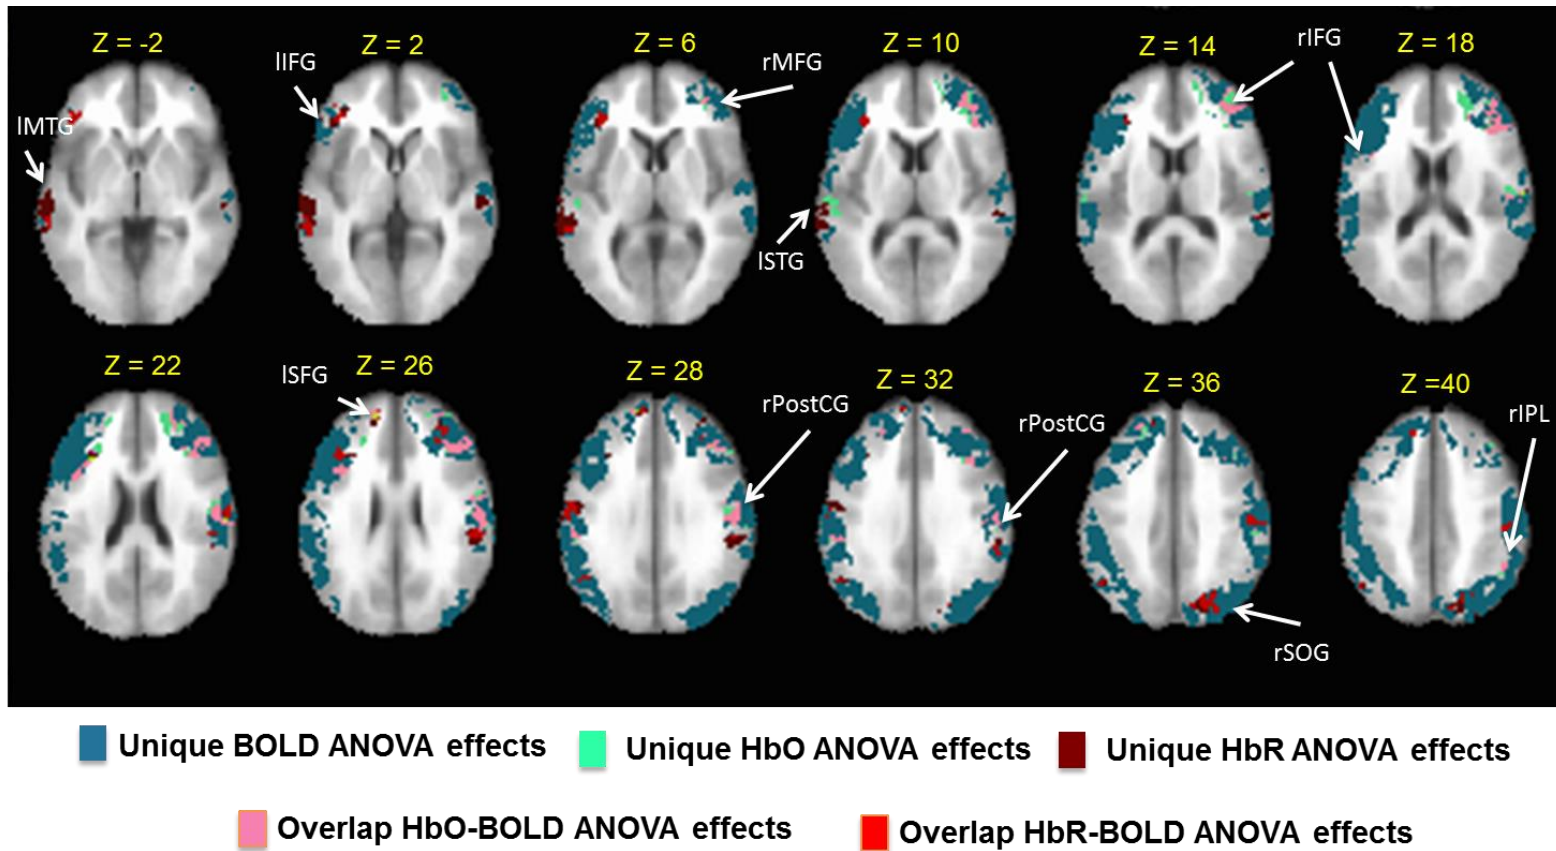 Z = -2
Z = 2
Z = 6
Z = 10
Z = 14
Z = 18
lIFG
rMFG
rIFG
lMTG
lSTG
Z = 22
Z = 26
Z = 28
Z = 32
Z = 36
Z =40
lSFG
rPostCG
rPostCG
rIPL
rSOG
Unique BOLD ANOVA effects
Unique HbO ANOVA effects
Unique HbR ANOVA effects
Overlap HbO-BOLD ANOVA effects
Overlap HbR-BOLD ANOVA effects